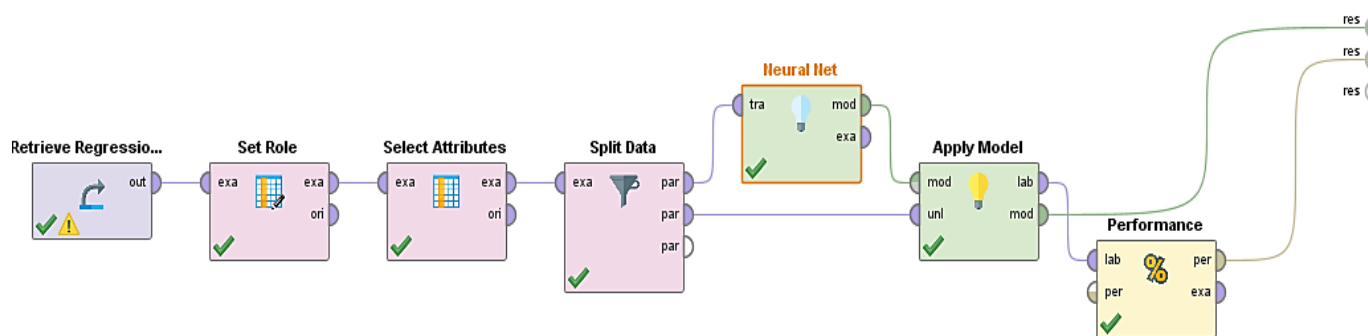 res
res
res
Neural Net
tra mod
exa
Retrieve Regressio...
out
Set Role
exa exa
ori
Select Attributes
exa exa
ori
Split Data
exa par
par
par
Apply Model
mod lab
unl mod
Performance
%
lab per
per exa